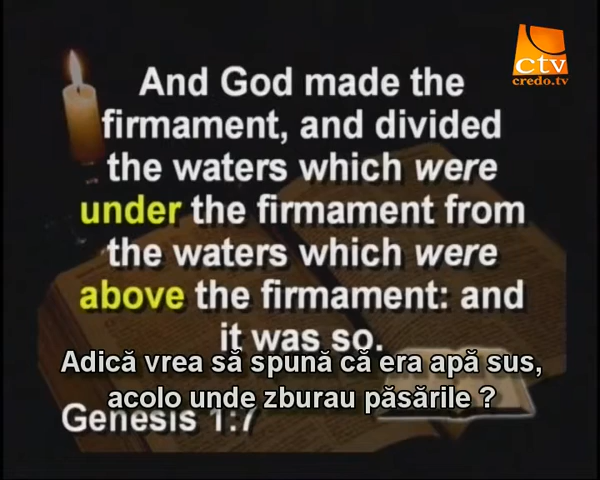 ctv
credo.tv
And God made the
firmament, and divided
the waters which were
under the firmament from
the waters which were
above the firmament: and
it was so.
Adică vrea să spună că era apă sus,
acolo unde zburau păsările ?
Genesis 1:7